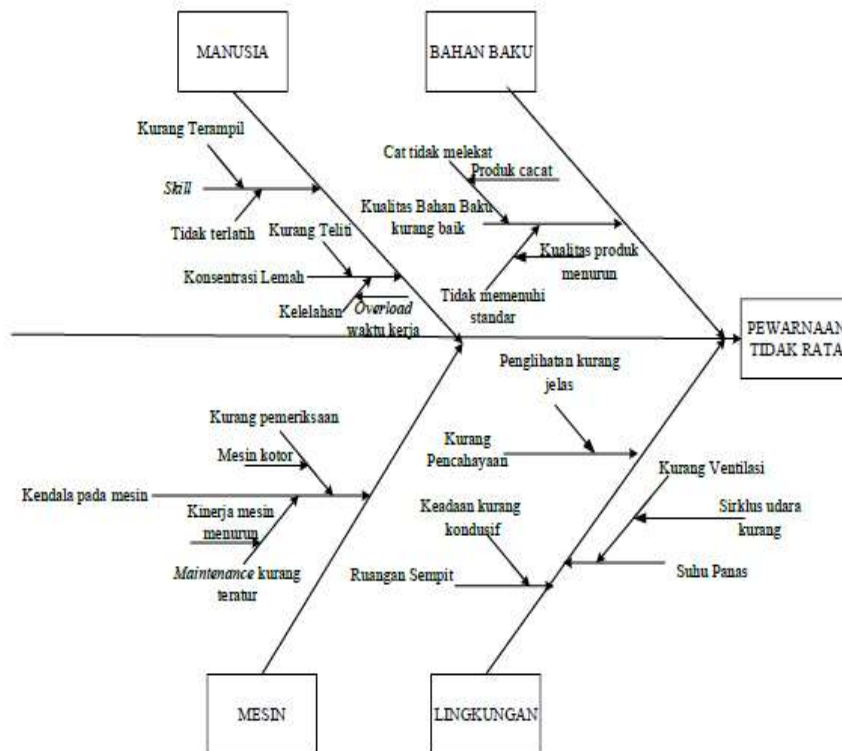 MANUSIA
BAHAN BAKU
Kurang Terampil
Skill
Tidak terlatih
Kurang Teliti
Konsentrasi Lemah
Kelelahan
Overload
waktu kerja
Cat tidak melekat
Produk cacat
Kualitas Bahan Baku
kurang baik
Kualitas produk
menurun
Tidak memenuhi
standar
PEWARNAAN
TIDAK RATA
Kurang pemeriksaan
Mesin kotor
Kendala pada mesin
Kinerja mesin
menurun
Maintenance kurang
teratur
Penglihatan kurang
jelas
Kurang
Pencahayaan
Kurang Ventilasi
Sirklus udara
kurang
Keadaan kurang
kondusif
Ruangan Sempit
Suhu Panas
MESIN
LINGKUNGAN